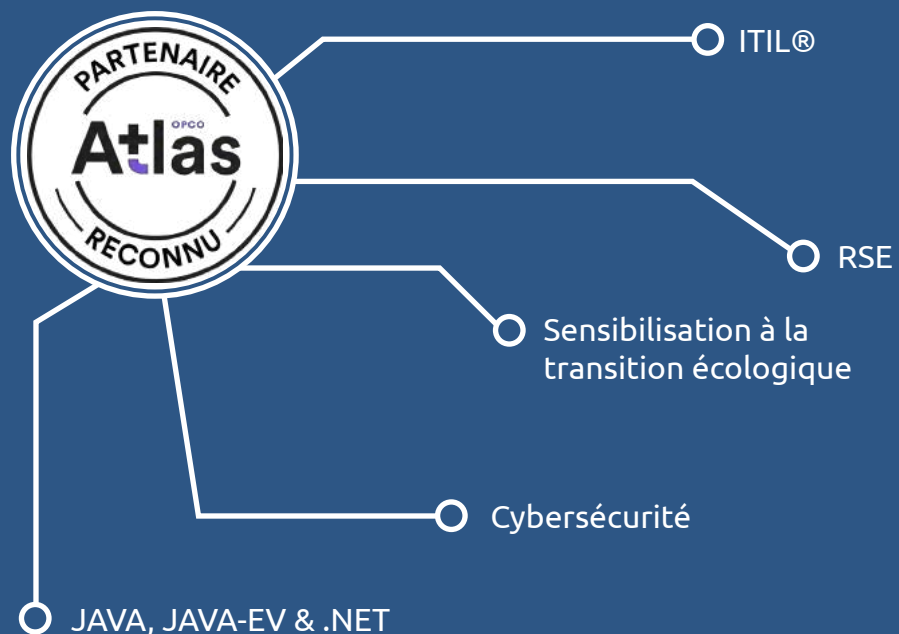 PARTENAIRE
OPCO
Atlas
RECONNU
ITIL®
RSE
Sensibilisation à la
transition écologique
Cybersécurité
JAVA, JAVA-EV & .NET